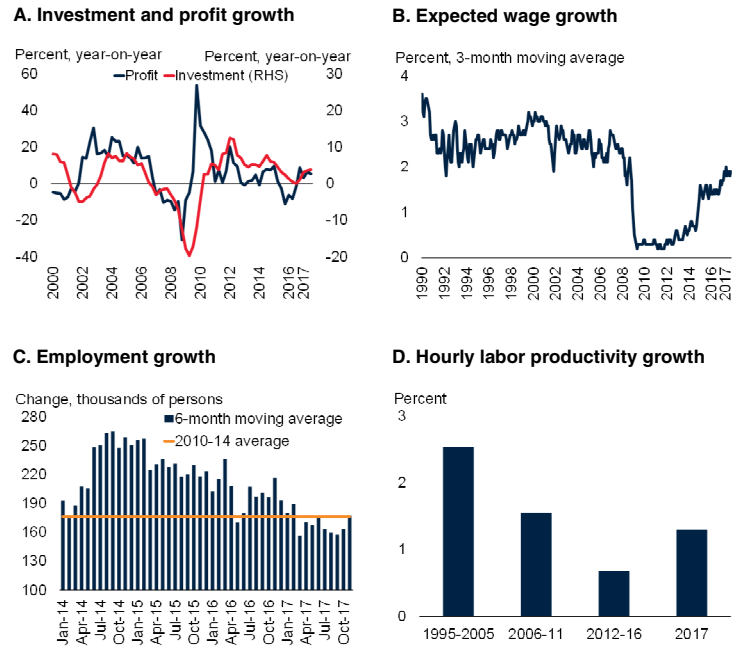 A. Investment and profit growth
Percent, year-on-year
Percent, year-on-year
Profit
Investment (RHS)
60
40
20
0
-20
-40
30
20
10
0
-10
-20
2000
2002
2004
2006
2008
2010
2012
2014
2016
2017
B. Expected wage growth
Percent, 3-month moving average
4
3
2
1
0
1990
1992
1994
1996
1998
2000
2002
2004
2006
2008
2010
2012
2014
2016
2017
C. Employment growth
Change, thousands of persons
6-month moving average
2010-14 average
280
250
220
190
160
130
100
Jan-14
Apr-14
Jul-14
Oct-14
Jan-15
Apr-15
Jul-15
Oct-15
Jan-16
Apr-16
Jul-16
Oct-16
Jan-17
Apr-17
Jul-17
Oct-17
D. Hourly labor productivity growth
Percent
3
2
1
0
1995-2005
2006-11
2012-16
2017